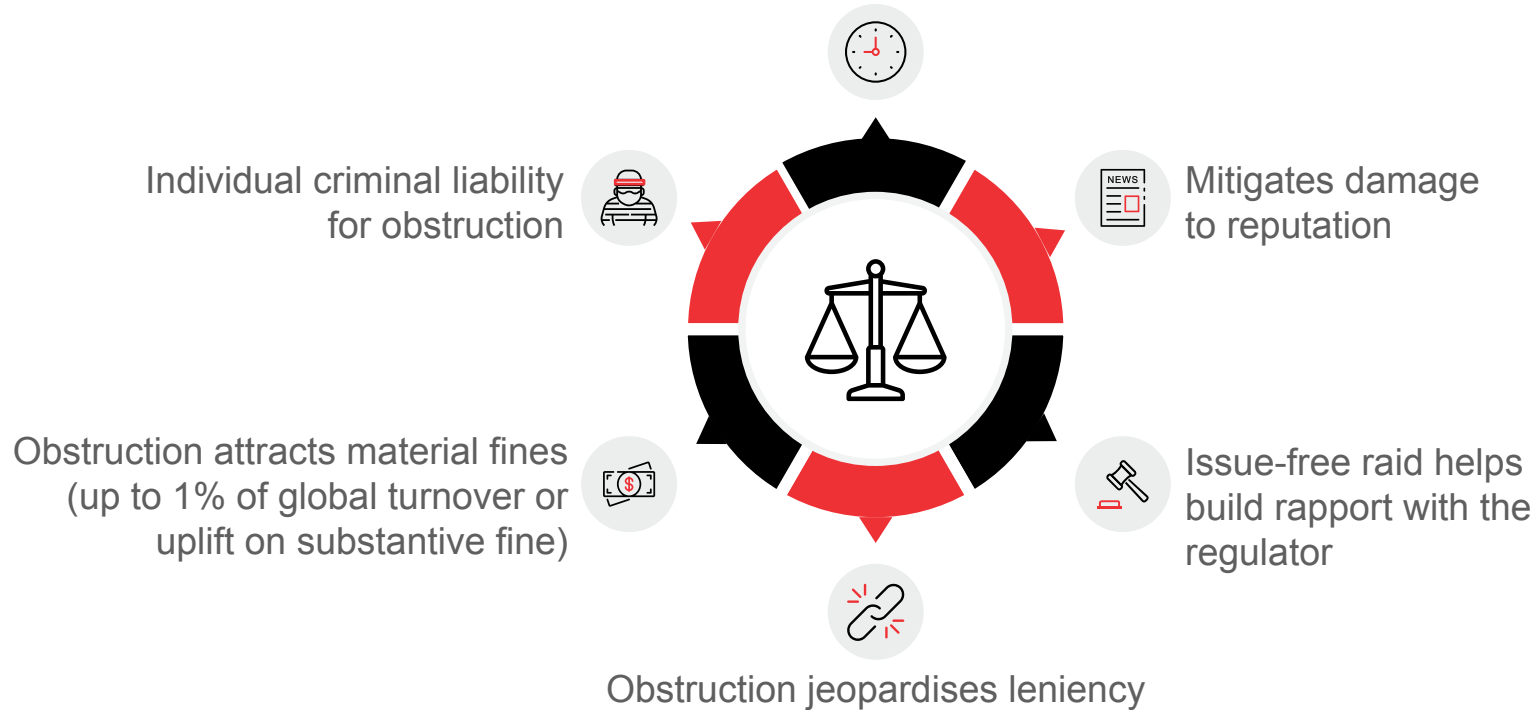 Individual criminal liability
for obstruction
NEWS
Mitigates damage
to reputation
Obstruction attracts material fines
(up to 1% of global turnover or
uplift on substantive fine)
$
Issue-free raid helps
build rapport with the
regulator
Obstruction jeopardises leniency